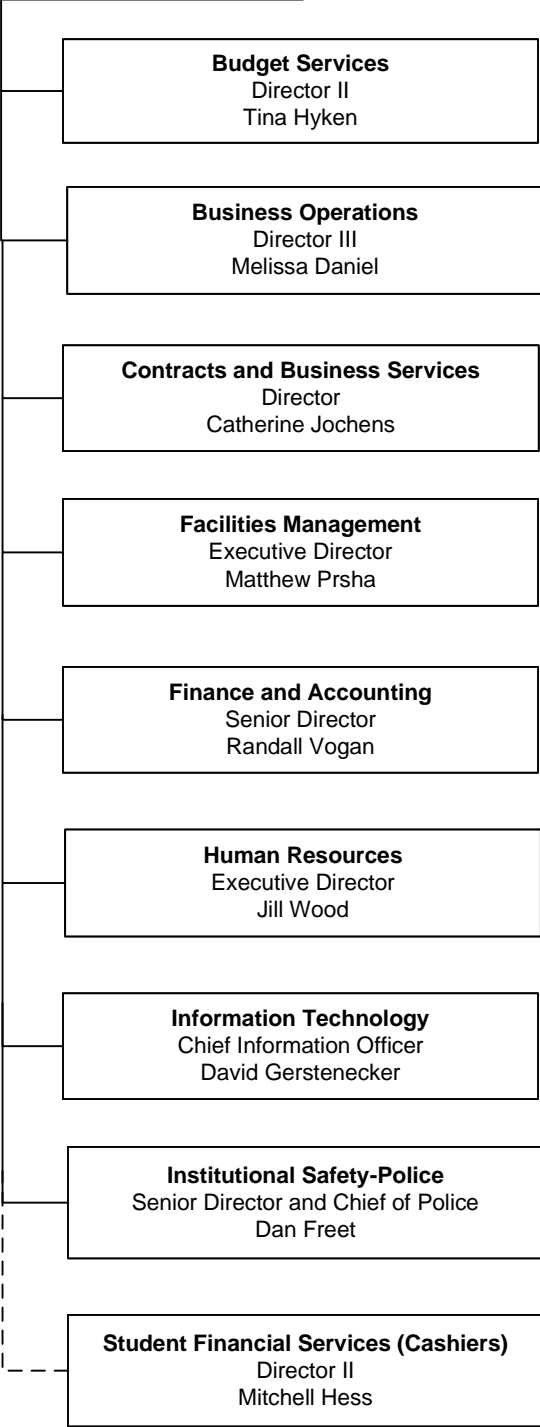 Budget Services
Director II
Tina Hyken
Business Operations
Director III
Melissa Daniel
Contracts and Business Services
Director
Catherine Jochens
Facilities Management
Executive Director
Matthew Prsha
Finance and Accounting
Senior Director
Randall Vogan
Human Resources
Executive Director
Jill Wood
Information Technology
Chief Information Officer
David Gerstenecker
Institutional Safety-Police
Senior Director and Chief of Police
Dan Freet
Student Financial Services (Cashiers)
Director II
Mitchell Hess